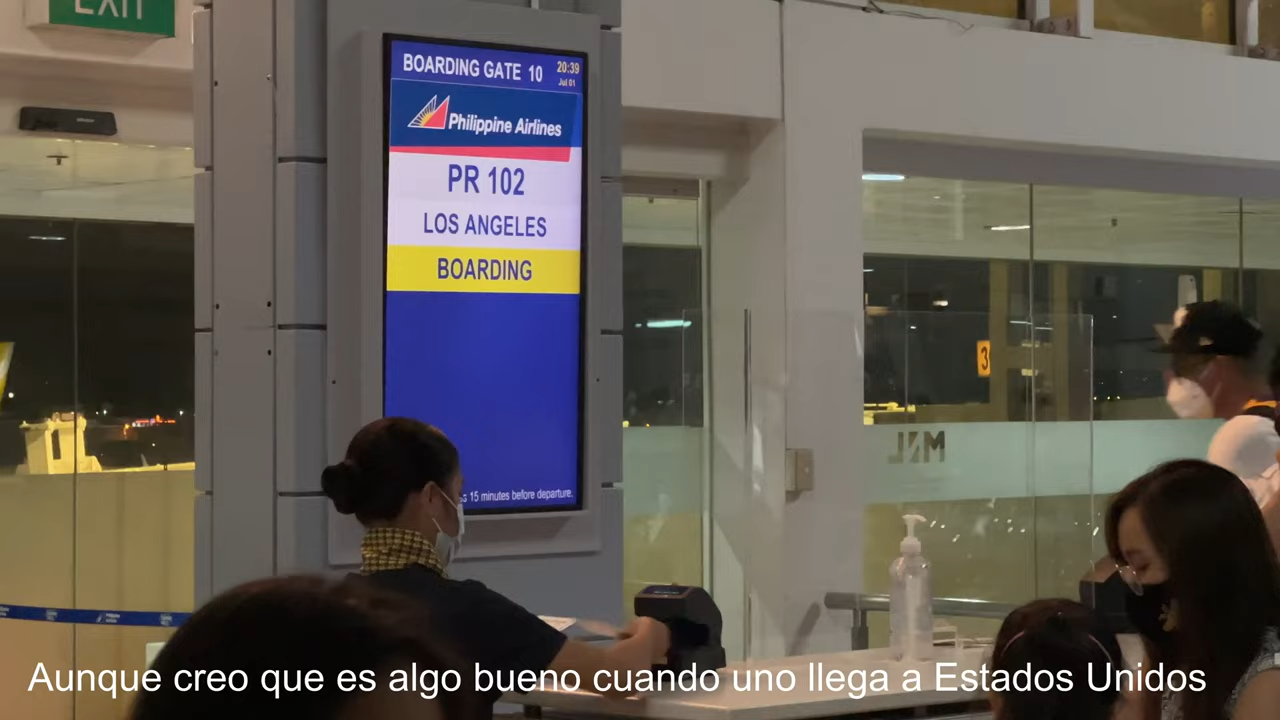 EXIT
BOARDING GATE 10
20:39
Jul 01
Philippine Airlines
PR 102
LOS ANGELES
BOARDING
15 minutes before departure.
3
MNL
Aunque creo que es algo bueno cuando uno llega a Estados Unidos